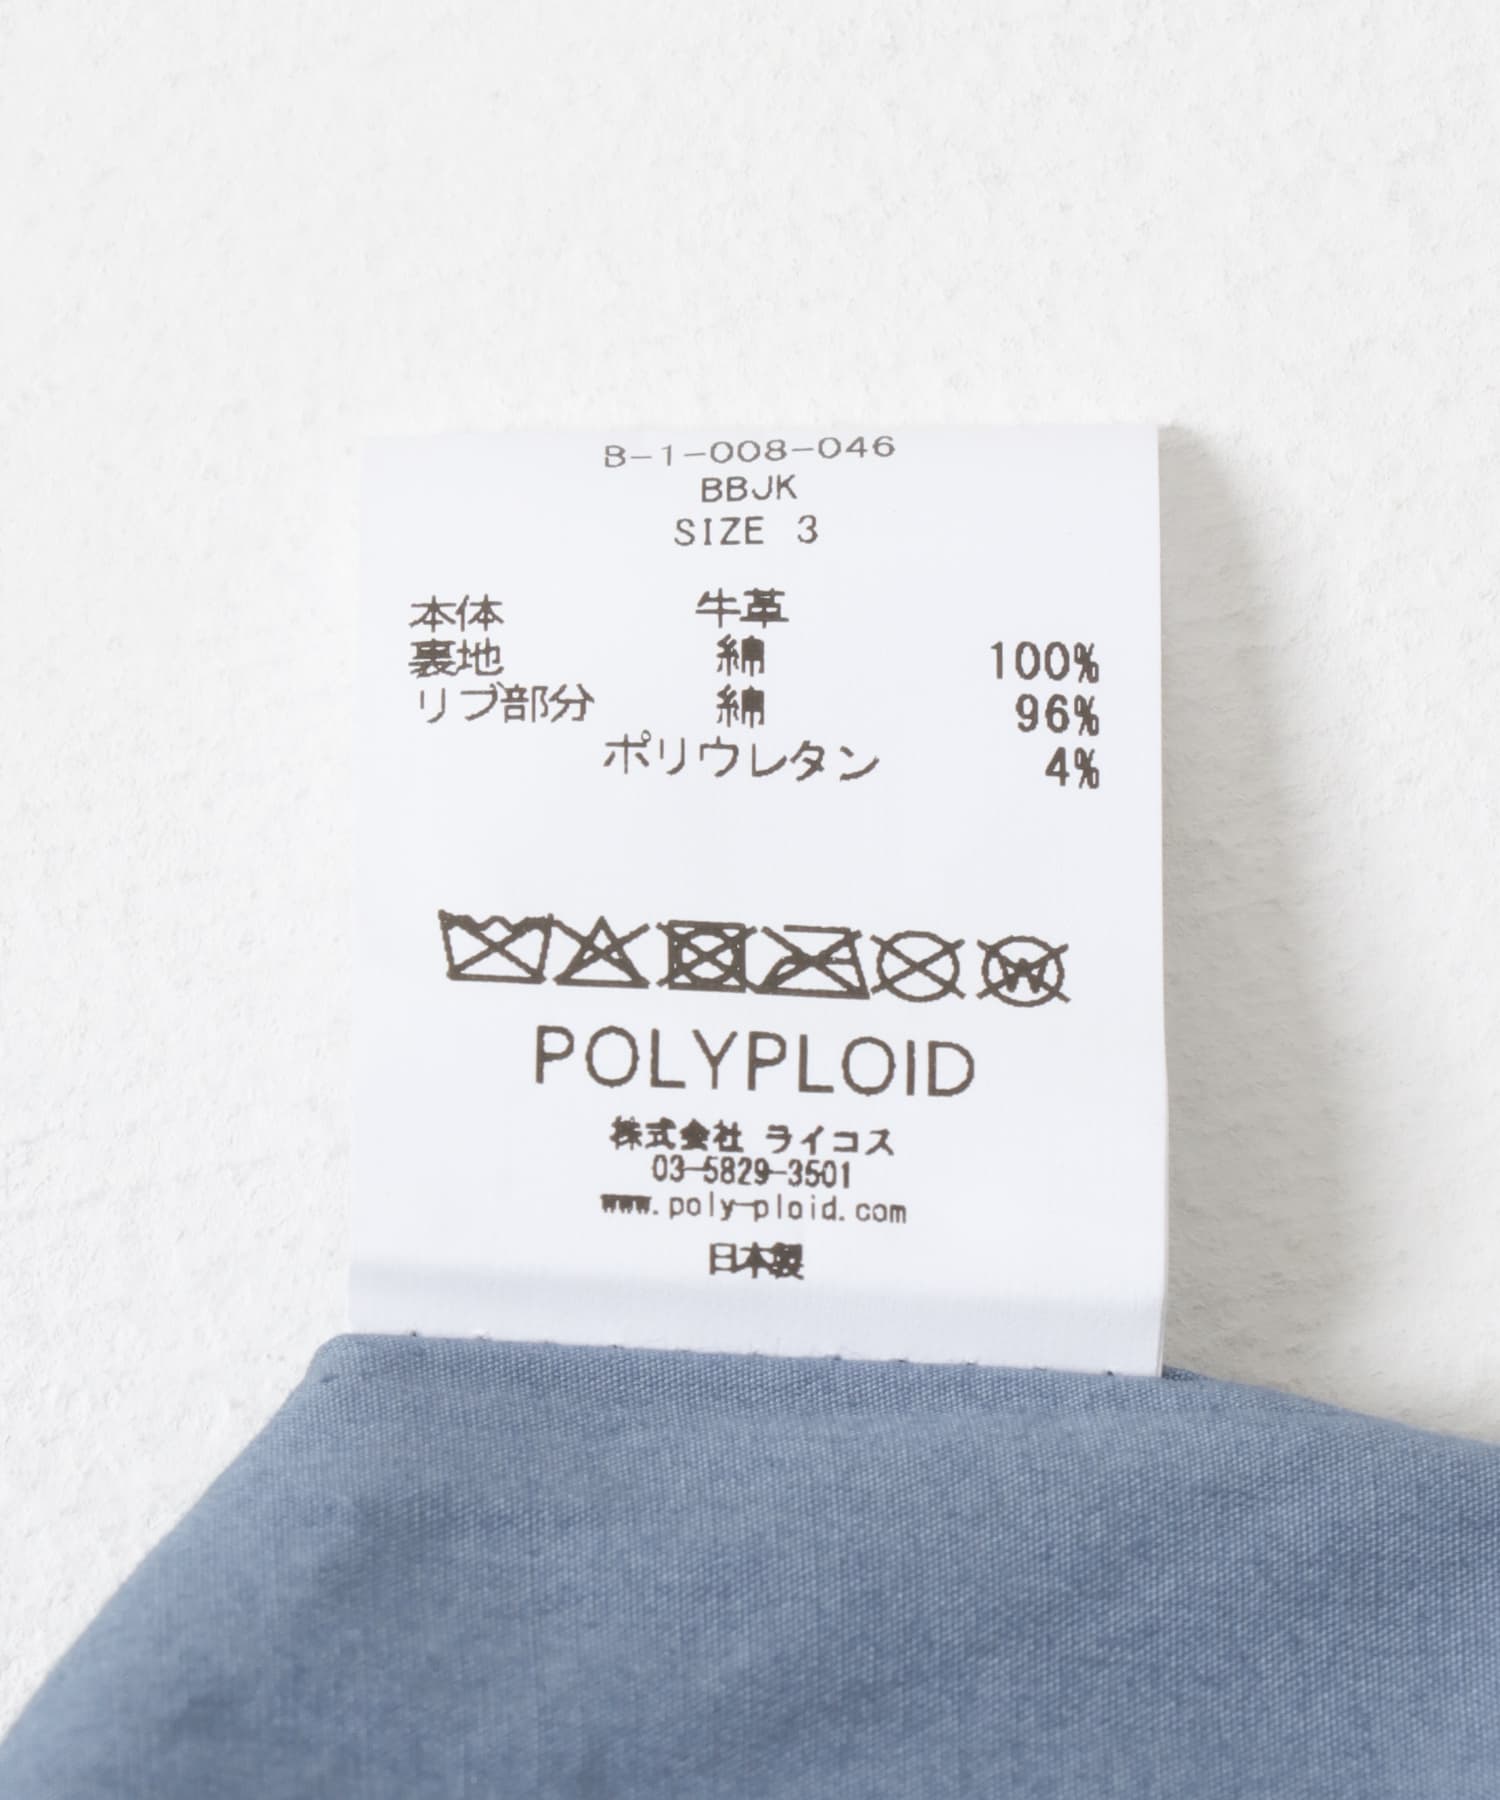 B-1-008-046
BBJK
SIZE 3
本体 牛革
裏地 綿 100%
リブ部分 綿 96%
ポリウレタン 4%
POLYPLOID
株式会社 ライコス
03-5829-3501
www.poly-ploid.com
日本製